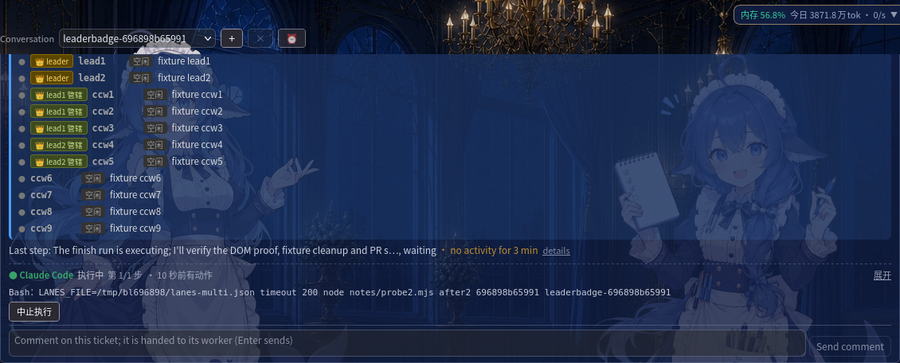 内存 56.8% 今日 3871.8万 tok · 0/s ▼
Conversation leaderbadge-696898b65991 + × ⏰
👑 leader lead1 空闲 fixture lead1
👑 leader lead2 空闲 fixture lead2
👑 lead1 管辖 ccw1 空闲 fixture ccw1
👑 lead1 管辖 ccw2 空闲 fixture ccw2
👑 lead1 管辖 ccw3 空闲 fixture ccw3
👑 lead2 管辖 ccw4 空闲 fixture ccw4
👑 lead2 管辖 ccw5 空闲 fixture ccw5
ccw6 空闲 fixture ccw6
ccw7 空闲 fixture ccw7
ccw8 空闲 fixture ccw8
ccw9 空闲 fixture ccw9
Last step: The finish run is executing; I'll verify the DOM proof, fixture cleanup and PR s…, waiting · no activity for 3 min details
Claude Code 执行中 第 1/1 步 · 10 秒前有动作 展开
Bash: LANES_FILE=/tmp/bl696898/lanes-multi.json timeout 200 node notes/probe2.mjs after2 696898b65991 leaderbadge-696898b65991
中止执行
Comment on this ticket; it is handed to its worker (Enter sends) Send comment